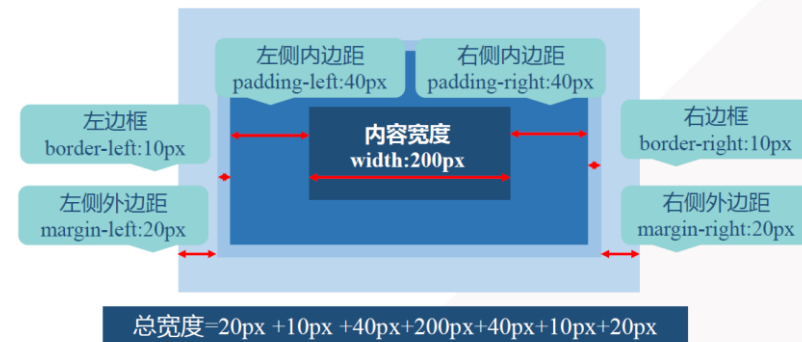 左侧内边距
padding-left:40px
右侧内边距
padding-right:40px
左边框
border-left:10px
内容宽度
width:200px
右边框
border-right:10px
左侧外边距
margin-left:20px
右侧外边距
margin-right:20px
总宽度=20px +10px +40px+200px+40px+10px+20px